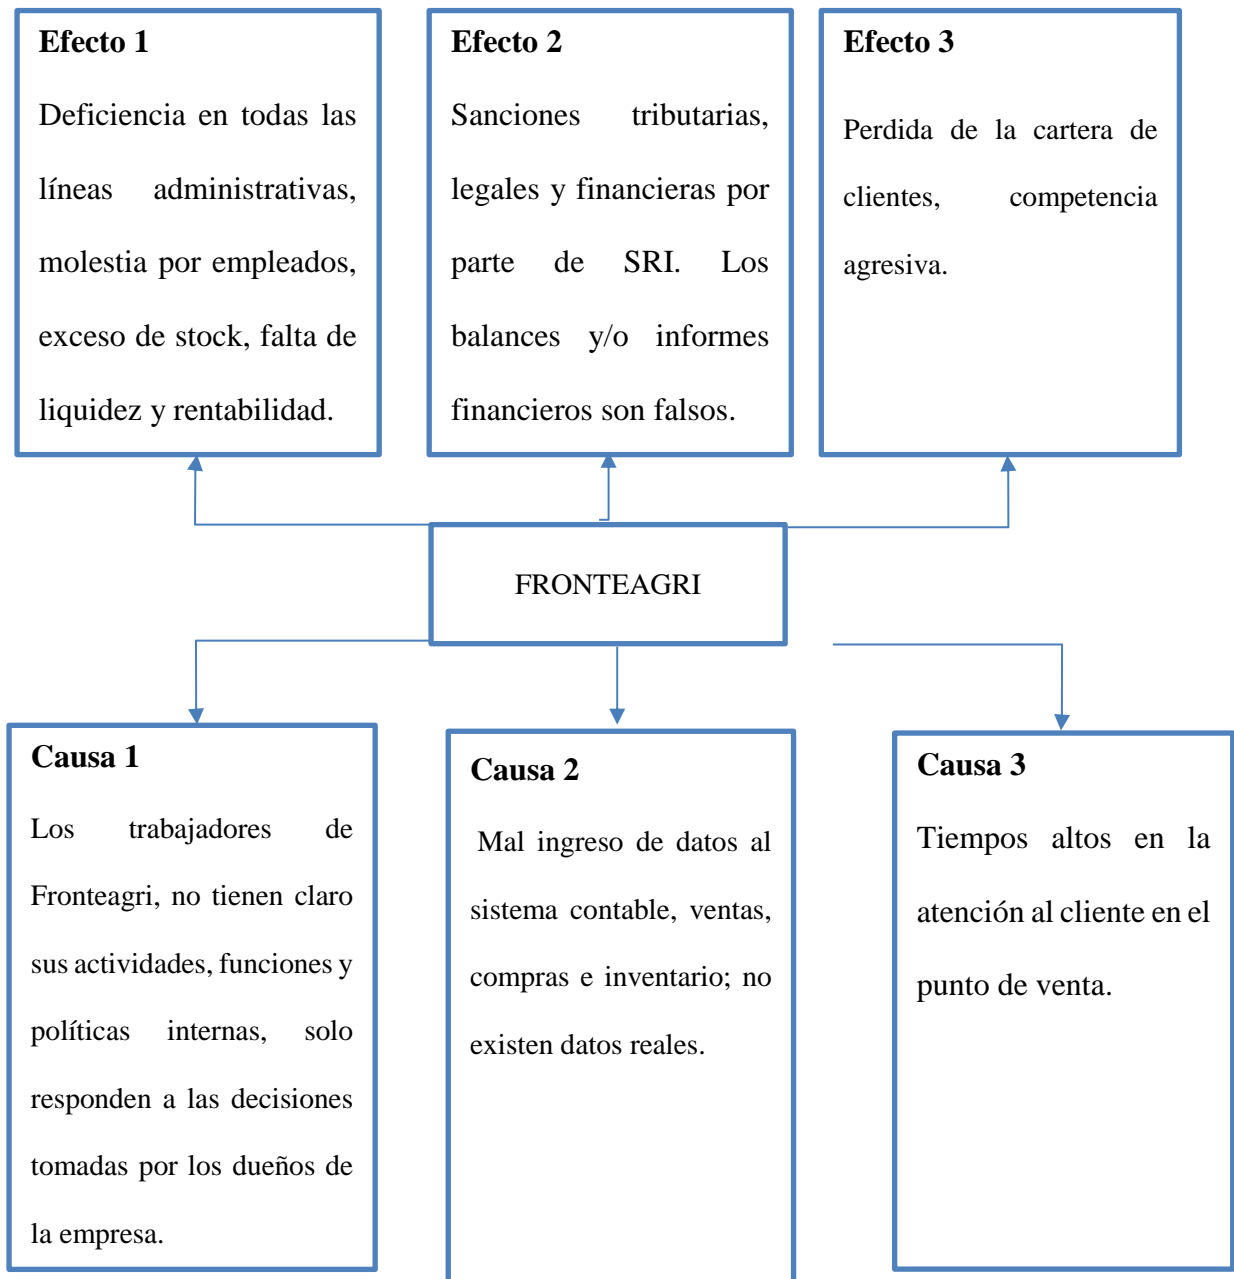 Efecto 1
Deficiencia en todas las
líneas administrativas,
molestia por empleados,
exceso de stock, falta de
liquidez y rentabilidad.
Efecto 2
Sanciones tributarias,
legales y financieras por
parte de SRI. Los
balances y/o informes
financieros son falsos.
Efecto 3
Perdida de la cartera de
clientes, competencia
agresiva.
FRONTEAGRI
Causa 1
Los trabajadores de
Fronteagri, no tienen claro
sus actividades, funciones y
políticas internas, solo
responden a las decisiones
tomadas por los dueños de
la empresa.
Causa 2
Mal ingreso de datos al
sistema contable, ventas,
compras e inventario; no
existen datos reales.
Causa 3
Tiempos altos en la
atención al cliente en el
punto de venta.